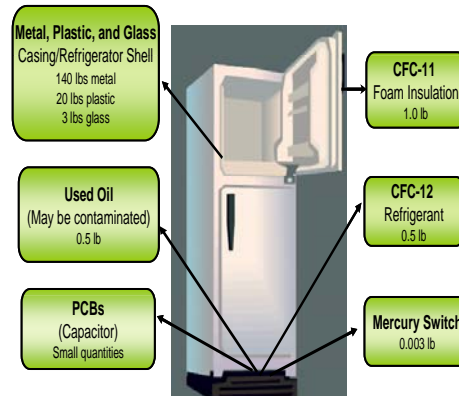 Metal, Plastic, and Glass
Casing/Refrigerator Shell
140 lbs metal
20 lbs plastic
3 lbs glass
CFC-11
Foam Insulation
1.0 lb
Used Oil
(May be contaminated)
0.5 lb
CFC-12
Refrigerant
0.5 lb
PCBs
(Capacitor)
Small quantities
Mercury Switch
0.003 lb